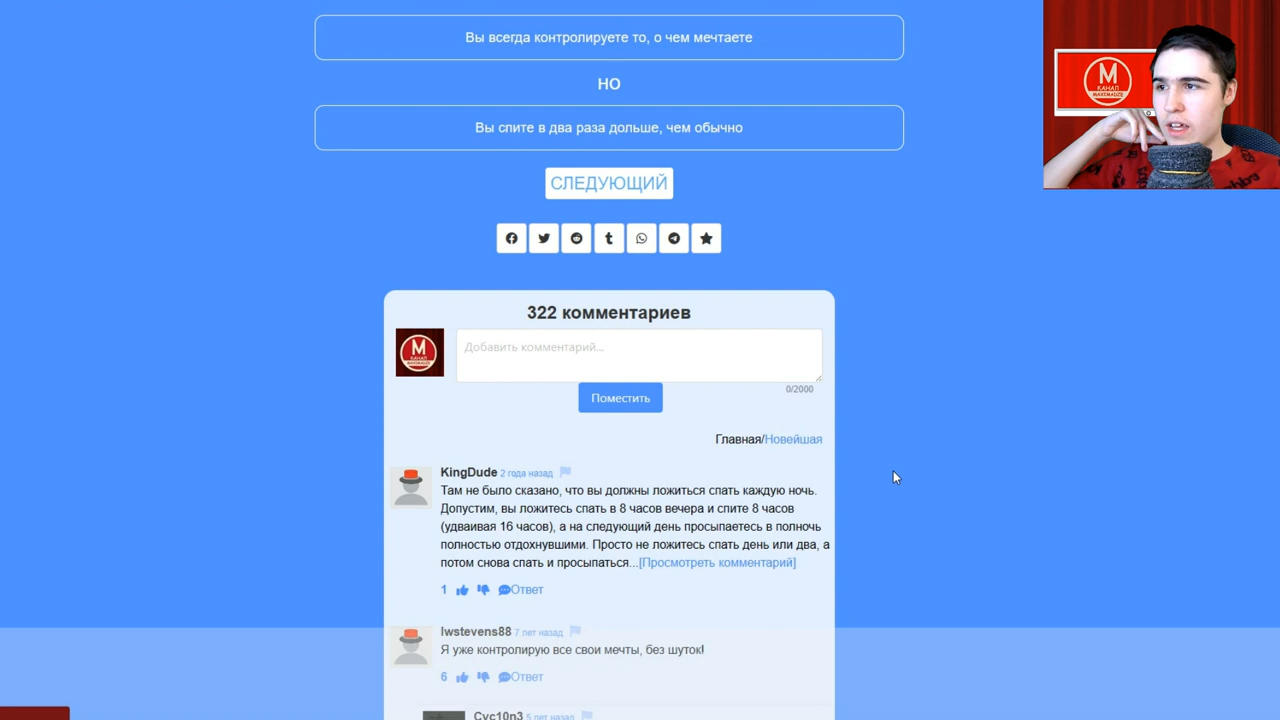 Вы всегда контролируете то, о чем мечтаете
НО
Вы спите в два раза дольше, чем обычно
СЛЕДУЮЩИЙ
322 комментариев
Добавить комментарий...
0/2000
Поместить
Главная/Новейшая
KingDude 2 года назад
Там не было сказано, что вы должны ложиться спать каждую ночь.
Допустим, вы ложитесь спать в 8 часов вечера и спите 8 часов
(удваивая 16 часов), а на следующий день просыпаетесь в полночь
полностью отдохнувшими. Просто не ложитесь спать день или два, а
потом снова спать и просыпаться...[Просмотреть комментарий]
1 Ответ
lwstevens88 7 лет назад
Я уже контролирую все свои мечты, без шуток!
6 Ответ
Cyc10n3 5 лет назад
М
КАНАЛ
MAKEMADZE